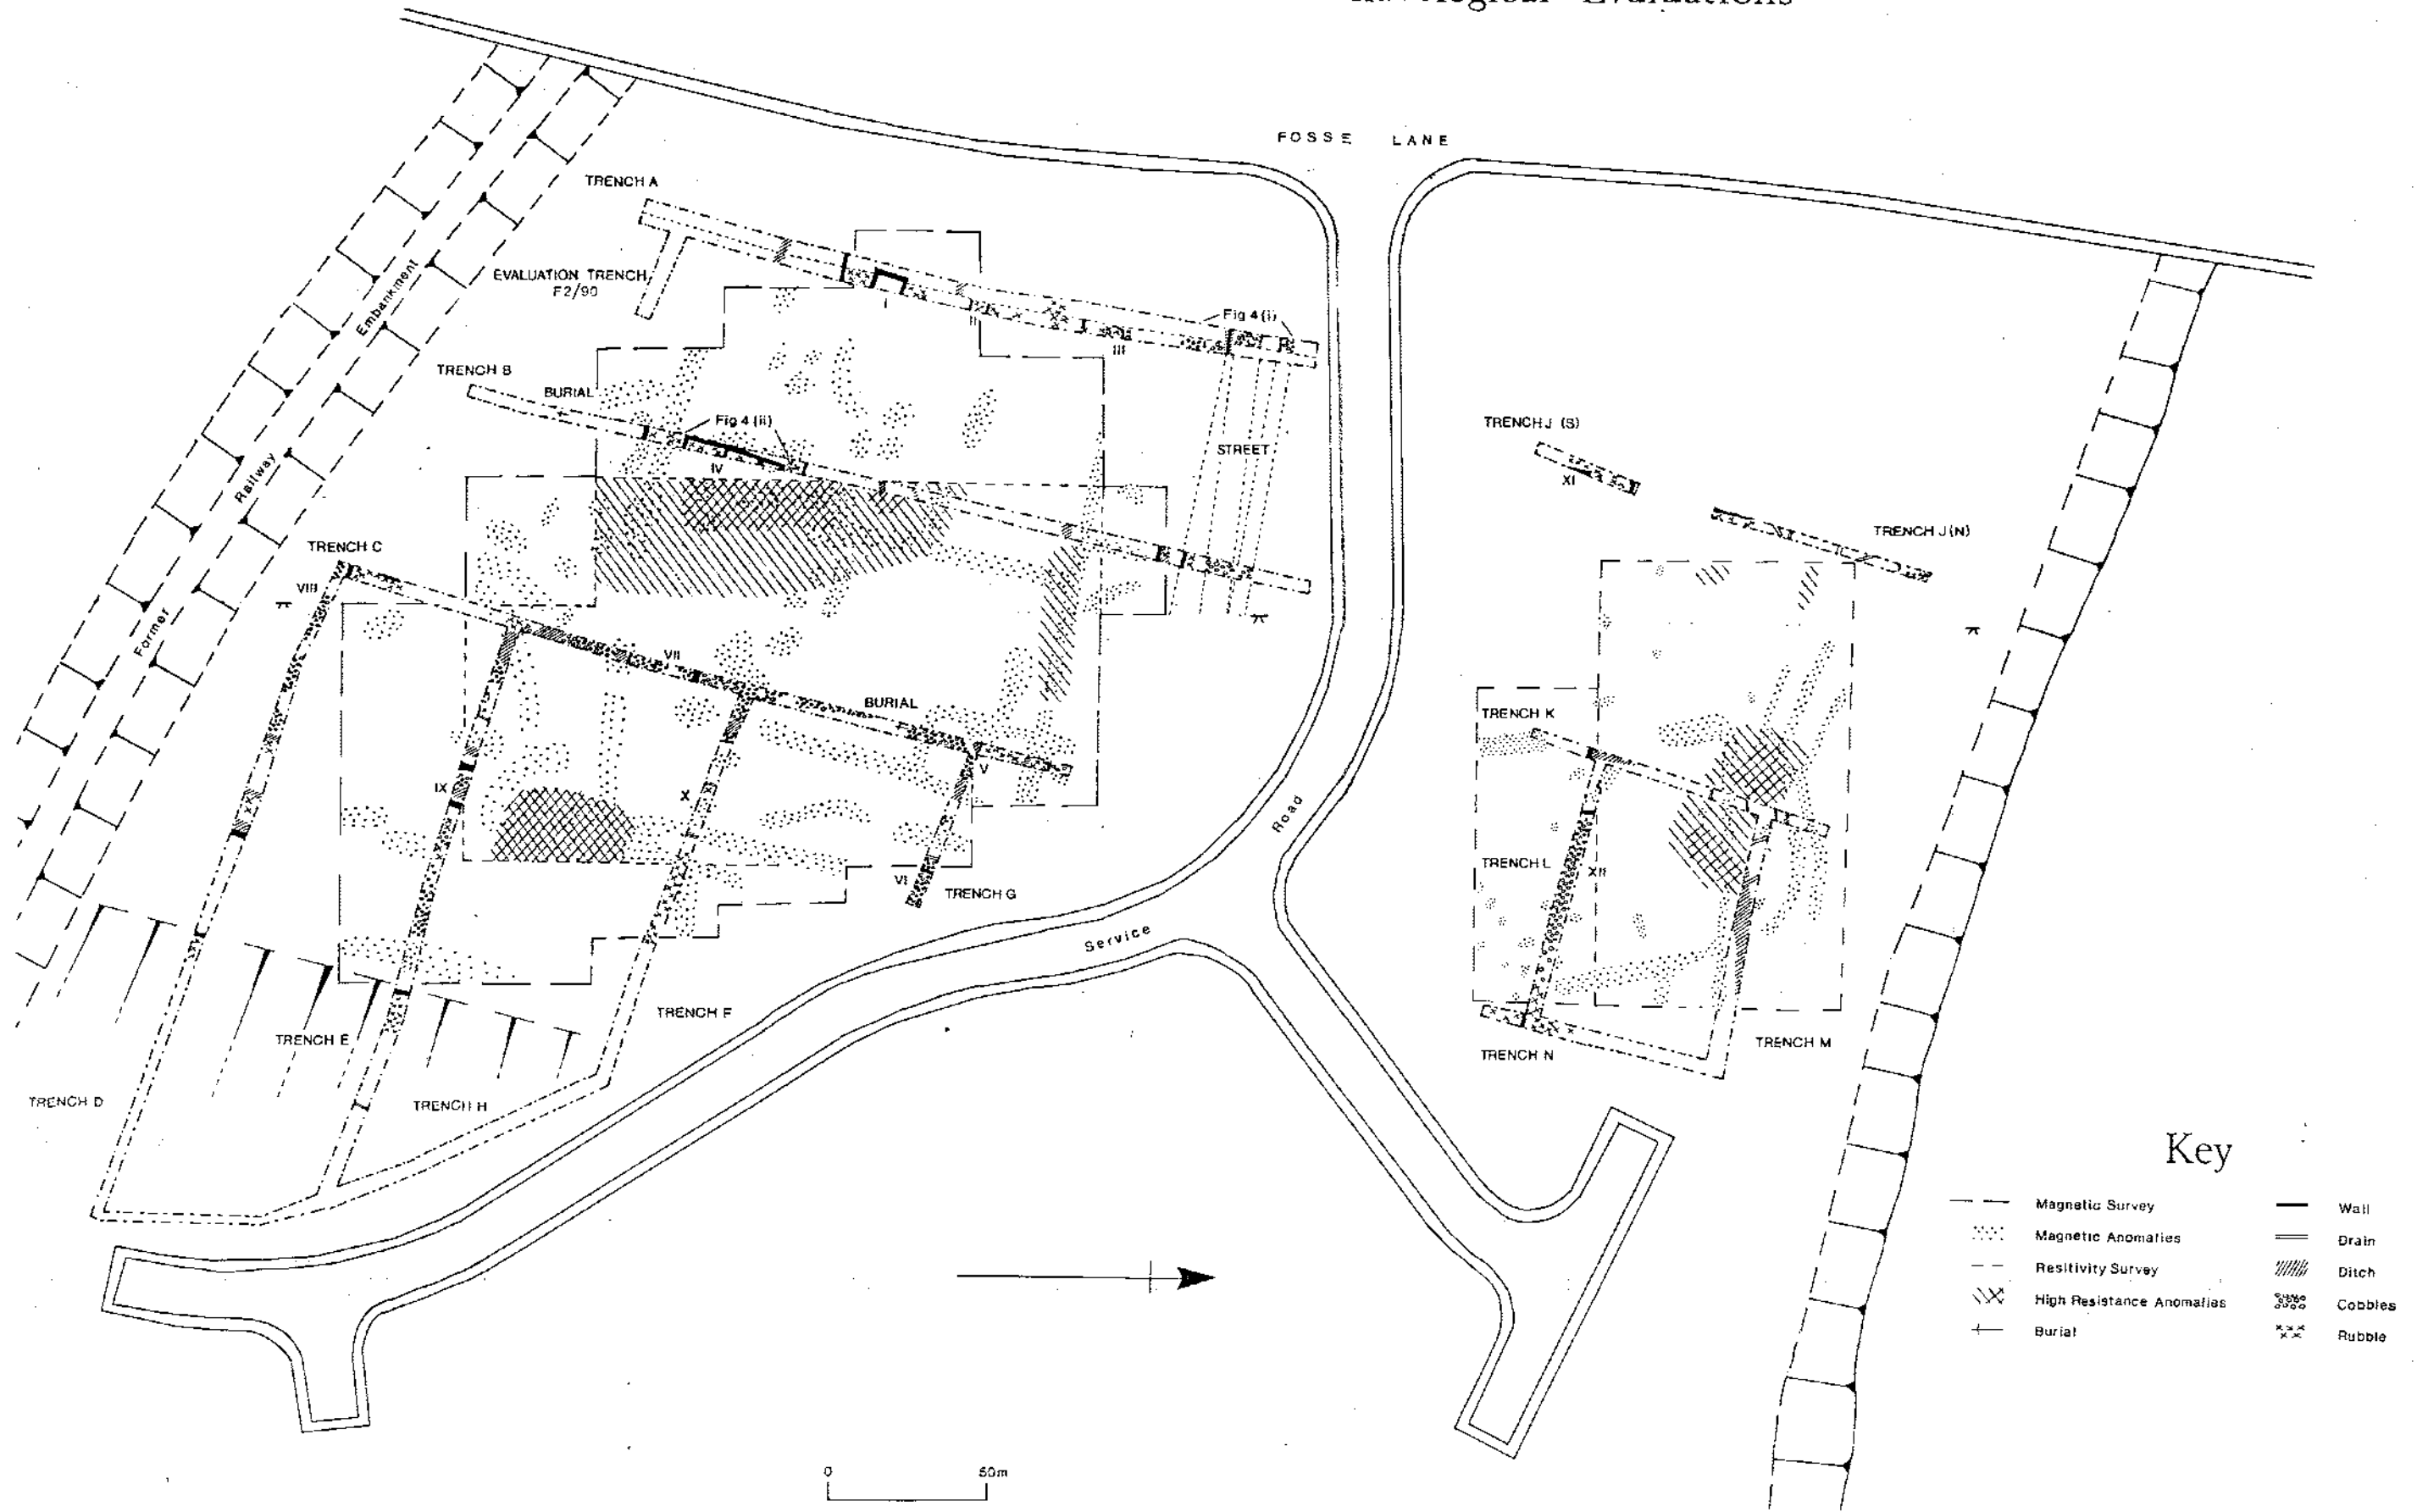 Evaluations
FOSSE LANE
TRENCH A
EVALUATION TRENCH
F2/90
Embankment
I
II
Fig 4 (i)
III
TRENCH B
BURIAL
Fig 4 (ii)
IV
STREET
TRENCH J (S)
XI
TRENCH J(N)
Railway
TRENCH C
VIII
Former
VII
BURIAL
TRENCH K
V
IX
X
Road
TRENCH L
XII
VI
TRENCH G
Service
TRENCH F
TRENCH E
TRENCH N
TRENCH M
TRENCH D
TRENCH H
Key
Magnetic Survey
Wall
Magnetic Anomalies
Drain
Resitivity Survey
Ditch
High Resistance Anomalies
Cobbles
Burial
Rubble
0 50m